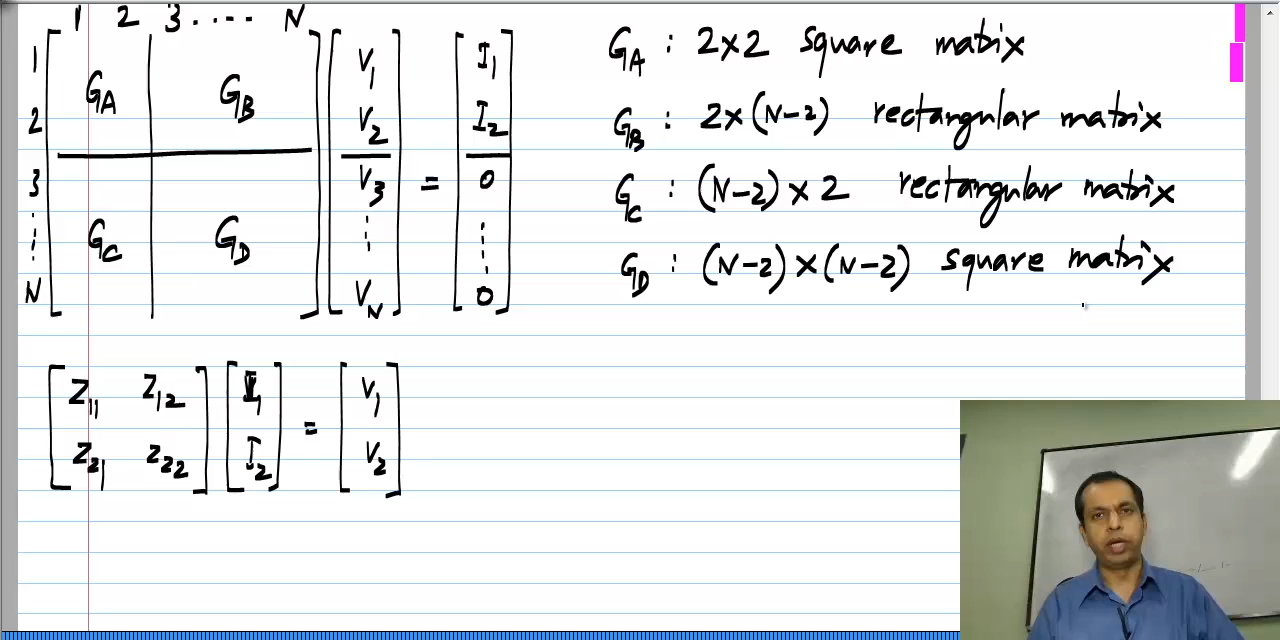 1 2 3 .... N
1 G_A G_B V_1 I_1
2 V_2 I_2
3 V_3 = 0
⋮ G_C G_D ⋮ ⋮
N V_N 0
G_A : 2×2 square matrix
G_B : 2×(N-2) rectangular matrix
G_C : (N-2)×2 rectangular matrix
G_D : (N-2)×(N-2) square matrix
Z_11 Z_12 I_1 = V_1
Z_21 Z_22 I_2 V_2